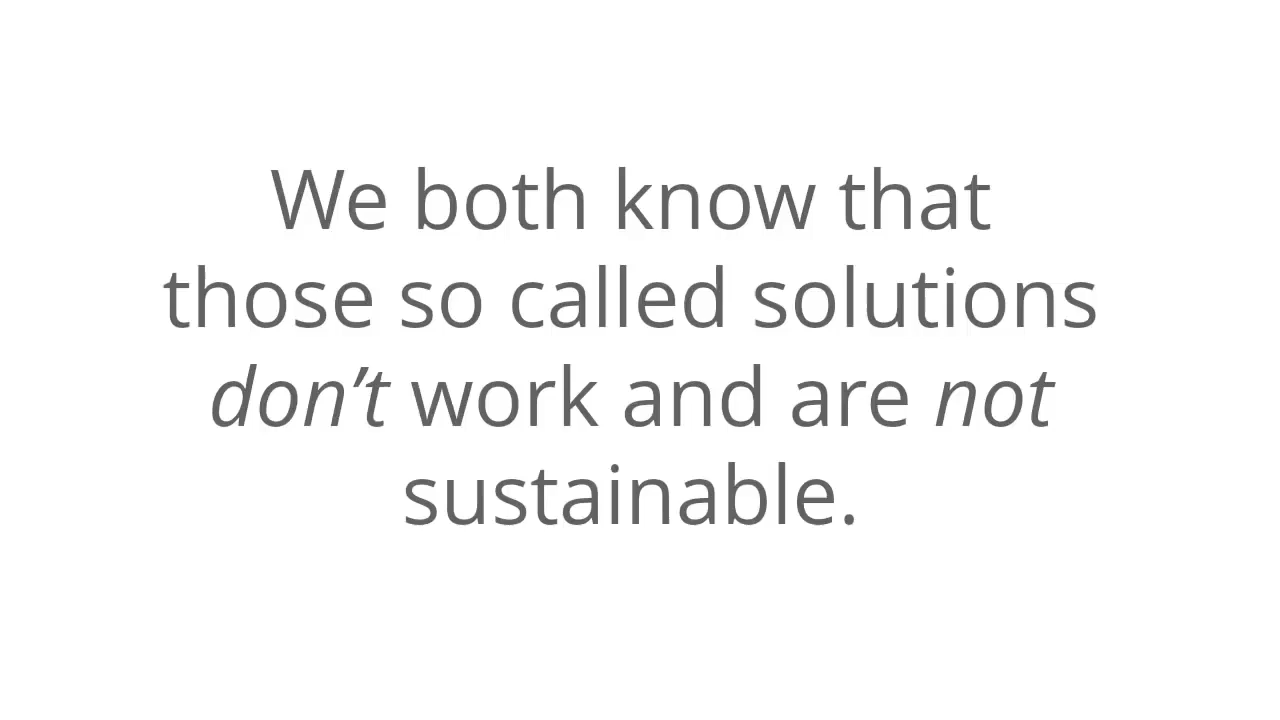 We both know that
those so called solutions
don’t work and are not
sustainable.